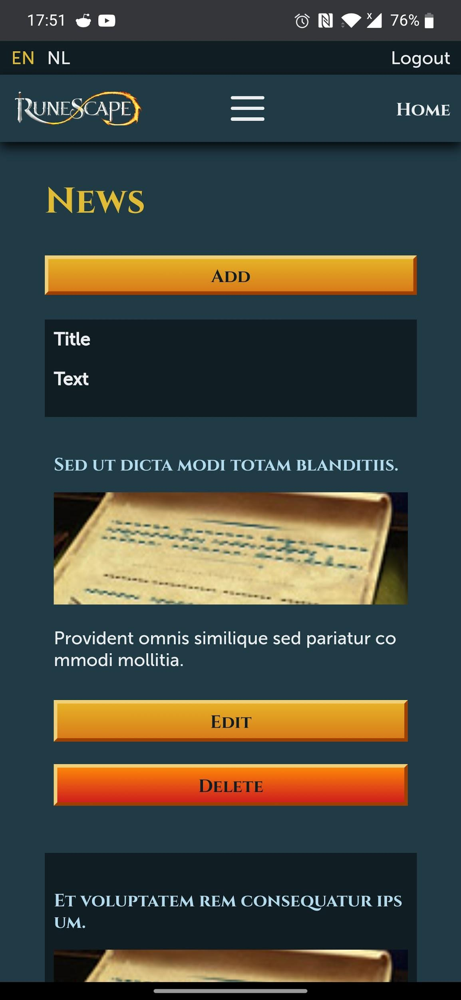 17:51
76%
EN NL Logout
RuneScape
Home
News
Add
Title
Text
Sed ut dicta modi totam blanditiis.
Provident omnis similique sed pariatur co
mmodi mollitia.
Edit
Delete
Et voluptatem rem consequatur ips
um.